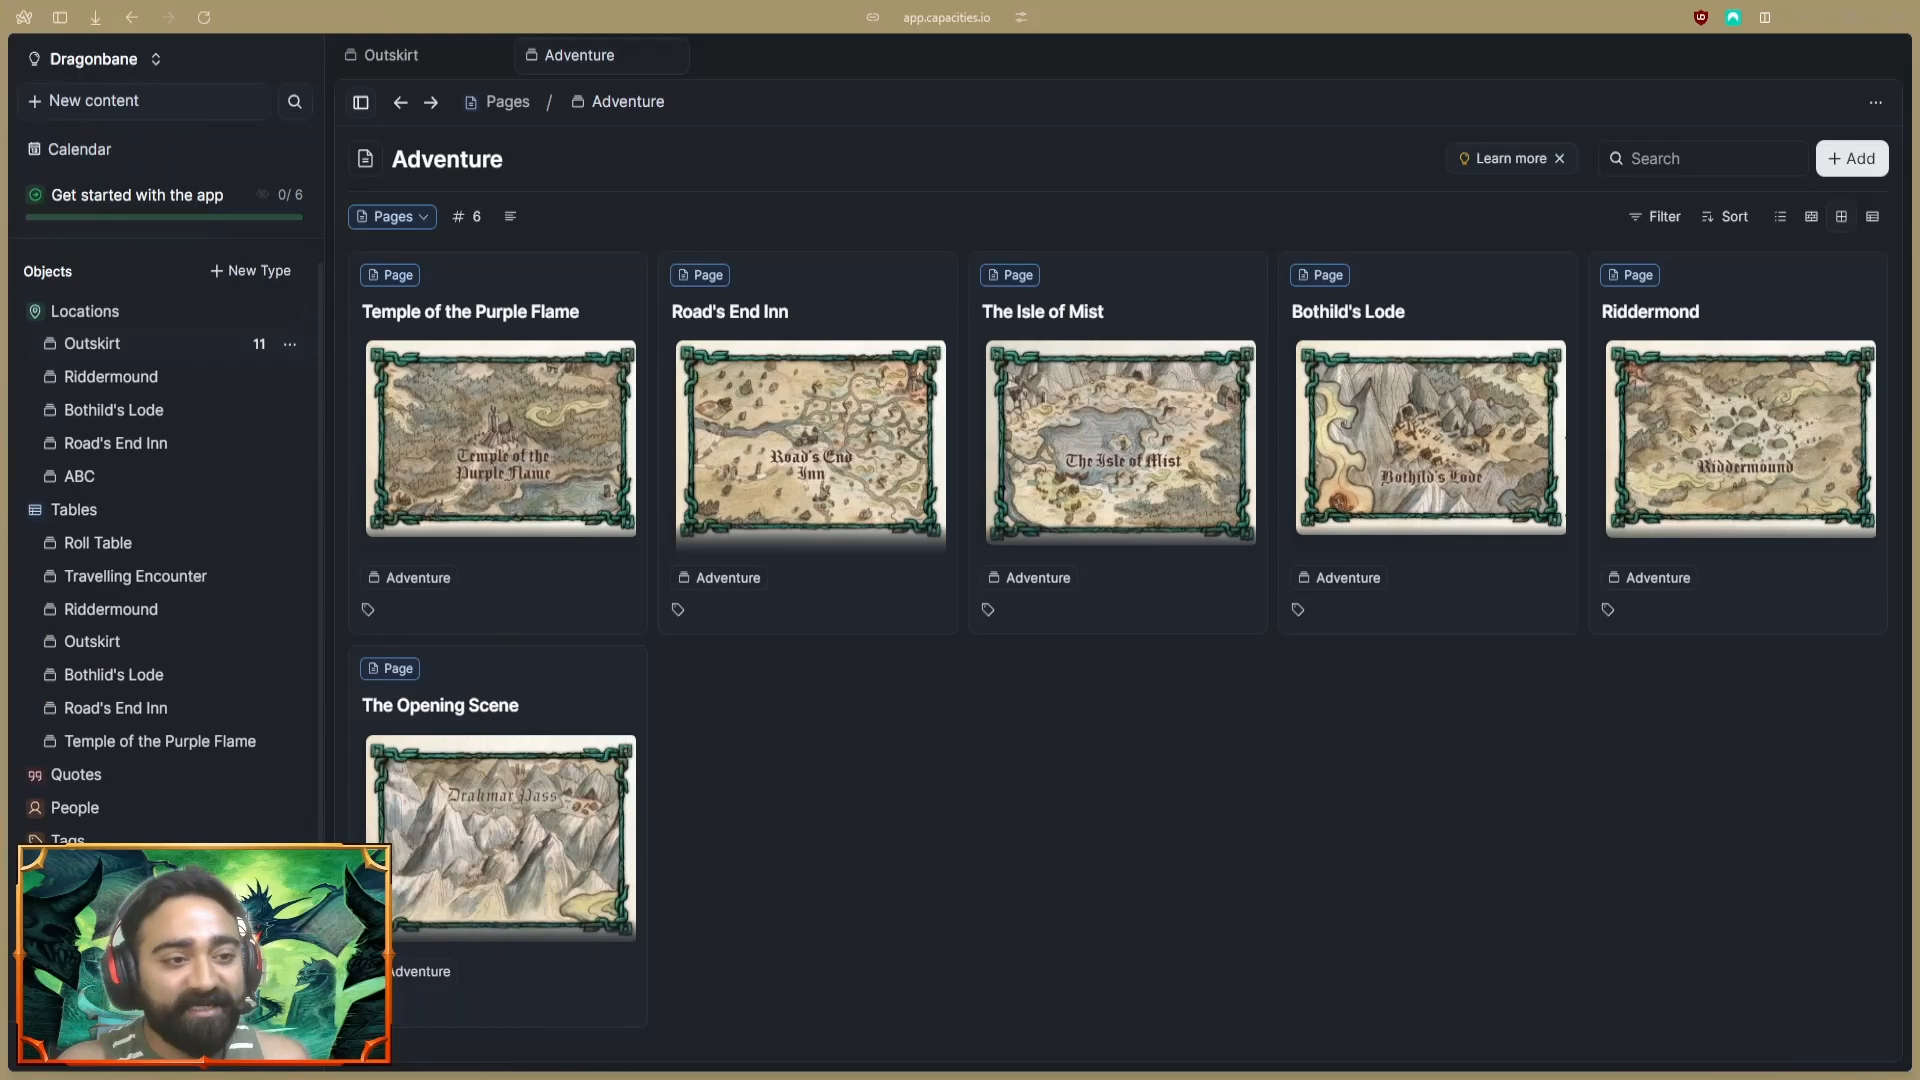 app.capacities.io
Dragonbane
New content
Calendar
Get started with the app 0/ 6
Objects
New Type
Locations
Outskirt 11
Riddermound
Bothild's Lode
Road's End Inn
ABC
Tables
Roll Table
Travelling Encounter
Riddermound
Outskirt
Bothlid's Lode
Road's End Inn
Temple of the Purple Flame
Quotes
People
Tags
Outskirt
Adventure
Pages / Adventure
Adventure
Learn more
Search
Add
Pages
# 6
Filter
Sort
Page
Temple of the Purple Flame
Temple of the
Purple Flame
Adventure
Page
Road's End Inn
Road's End
Inn
Adventure
Page
The Isle of Mist
The Isle of Mist
Adventure
Page
Bothild's Lode
Bothild's Lode
Adventure
Page
Riddermond
Riddermound
Adventure
Page
The Opening Scene
Drakmar Pass
Adventure